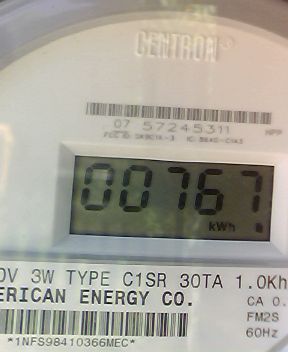 CENTRON®
07 57245311 HPP
00767
kWh
0V 3W TYPE C1SR 30TA 1.0Kh
ERICAN ENERGY CO. CA 0.
FM2S
60Hz
*1NFS98410366MEC*